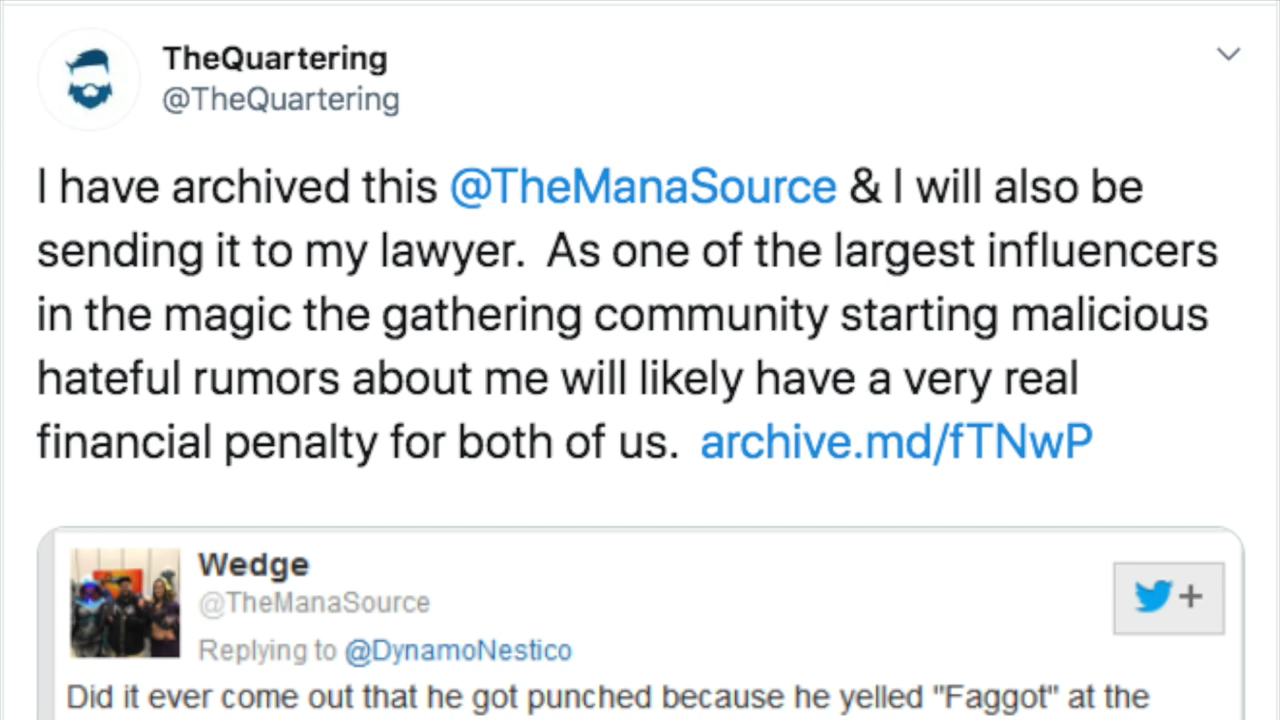 TheQuartering
@TheQuartering
I have archived this @TheManaSource & I will also be
sending it to my lawyer.  As one of the largest influencers
in the magic the gathering community starting malicious
hateful rumors about me will likely have a very real
financial penalty for both of us.  archive.md/fTNwP
Wedge
@TheManaSource
Replying to @DynamoNestico
Did it ever come out that he got punched because he yelled "Faggot" at the